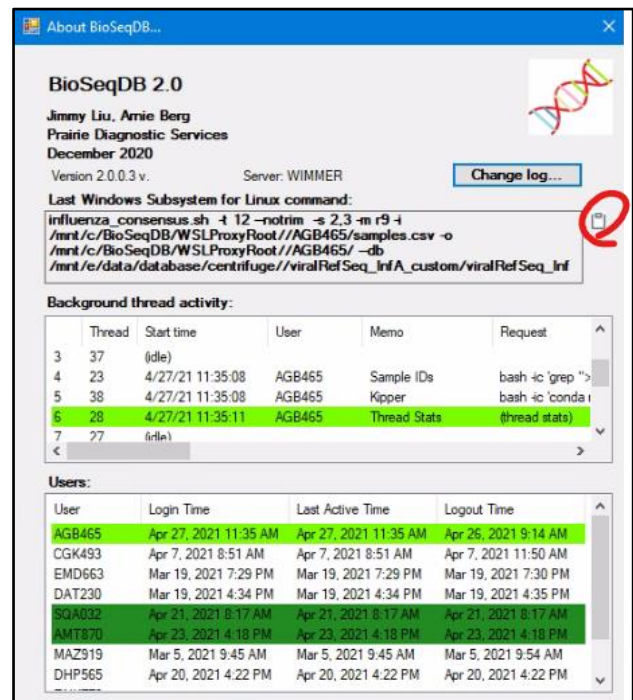 About BioSeqDB...
BioSeqDB 2.0
Jimmy Liu, Arnie Berg
Prairie Diagnostic Services
December 2020
Version 2.0.0.3 v. Server: WIMMER Change log...
Last Windows Subsystem for Linux command:
influenza_consensus.sh -t 12 --notrim -s 2,3 -m r9 -i
/mnt/c/BioSeqDB/WSLProxyRoot//AGB465/samples.csv -o
/mnt/c/BioSeqDB/WSLProxyRoot//AGB465/ --db
/mnt/e/data/database/centrifuge//viralRefSeq_InfA_custom/viralRefSeq_Inf
Background thread activity:
Thread Start time User Memo Request
3 37 (idle)
4 23 4/27/21 11:35:08 AGB465 Sample IDs bash -ic 'grep ">
5 38 4/27/21 11:35:08 AGB465 Kipper bash -ic 'conda
6 28 4/27/21 11:35:11 AGB465 Thread Stats (thread stats)
7 27 (idle)
Users:
User Login Time Last Active Time Logout Time
AGB465 Apr 27, 2021 11:35 AM Apr 27, 2021 11:35 AM Apr 26, 2021 9:14 AM
CGK493 Apr 7, 2021 8:51 AM Apr 7, 2021 8:51 AM Apr 7, 2021 11:50 AM
EMD663 Mar 19, 2021 7:29 PM Mar 19, 2021 7:29 PM Mar 19, 2021 7:30 PM
DAT230 Mar 19, 2021 4:34 PM Mar 19, 2021 4:34 PM Mar 19, 2021 4:35 PM
SQA032 Apr 21, 2021 8:17 AM Apr 21, 2021 8:17 AM Apr 21, 2021 8:17 AM
AMT870 Apr 23, 2021 4:18 PM Apr 23, 2021 4:18 PM Apr 23, 2021 4:18 PM
MAZ919 Mar 5, 2021 9:45 AM Mar 5, 2021 9:45 AM Mar 5, 2021 9:54 AM
DHP565 Apr 20, 2021 4:22 PM Apr 20, 2021 4:22 PM Apr 20, 2021 4:22 PM